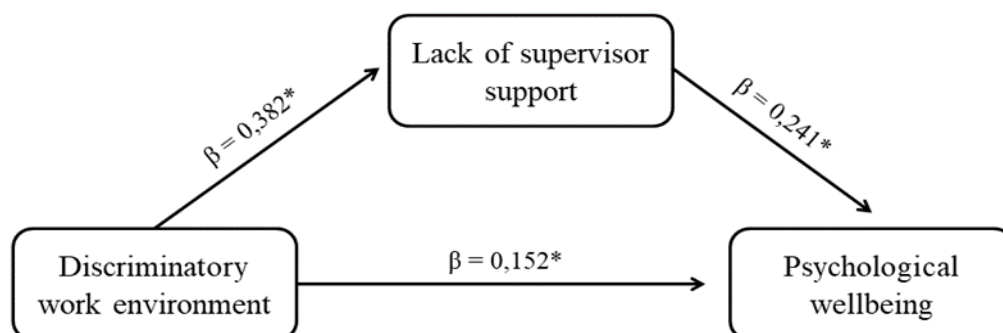 Lack of supervisor
support
β = 0,382*
β = 0,241*
Discriminatory
work environment
β = 0,152*
Psychological
wellbeing